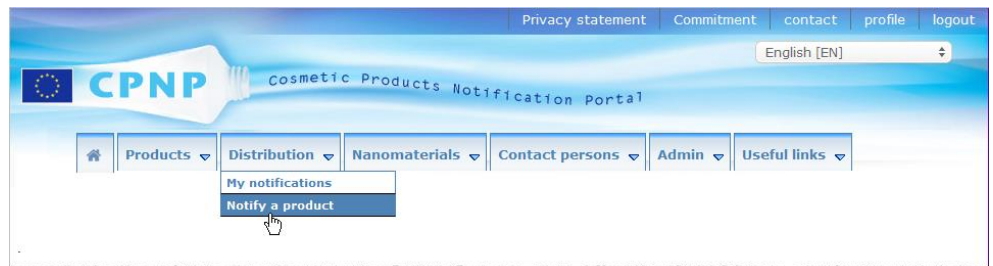 Privacy statement Commitment contact profile logout
English [EN]
CPNP Cosmetic Products Notification Portal
Products Distribution Nanomaterials Contact persons Admin Useful links
My notifications
Notify a product